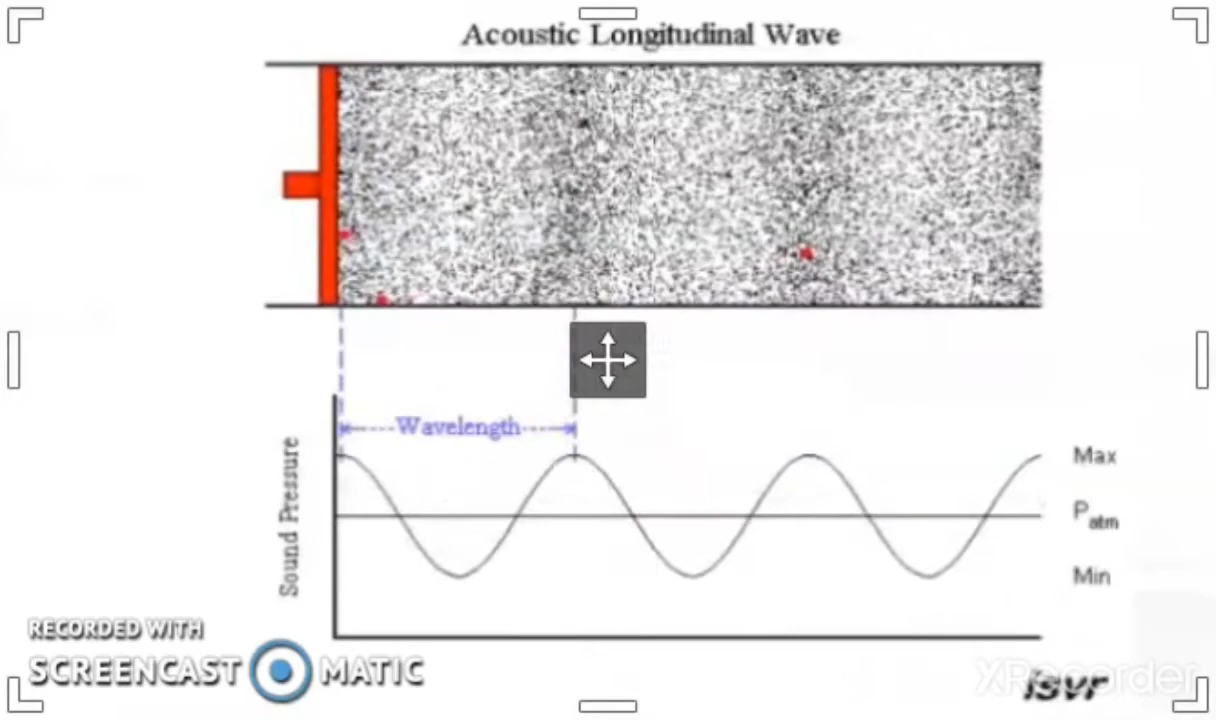 Acoustic Longitudinal Wave
Wavelength
Sound Pressure
Max
Patm
Min
RECORDED WITH
SCREENCAST MATIC
XRecorder
isvr